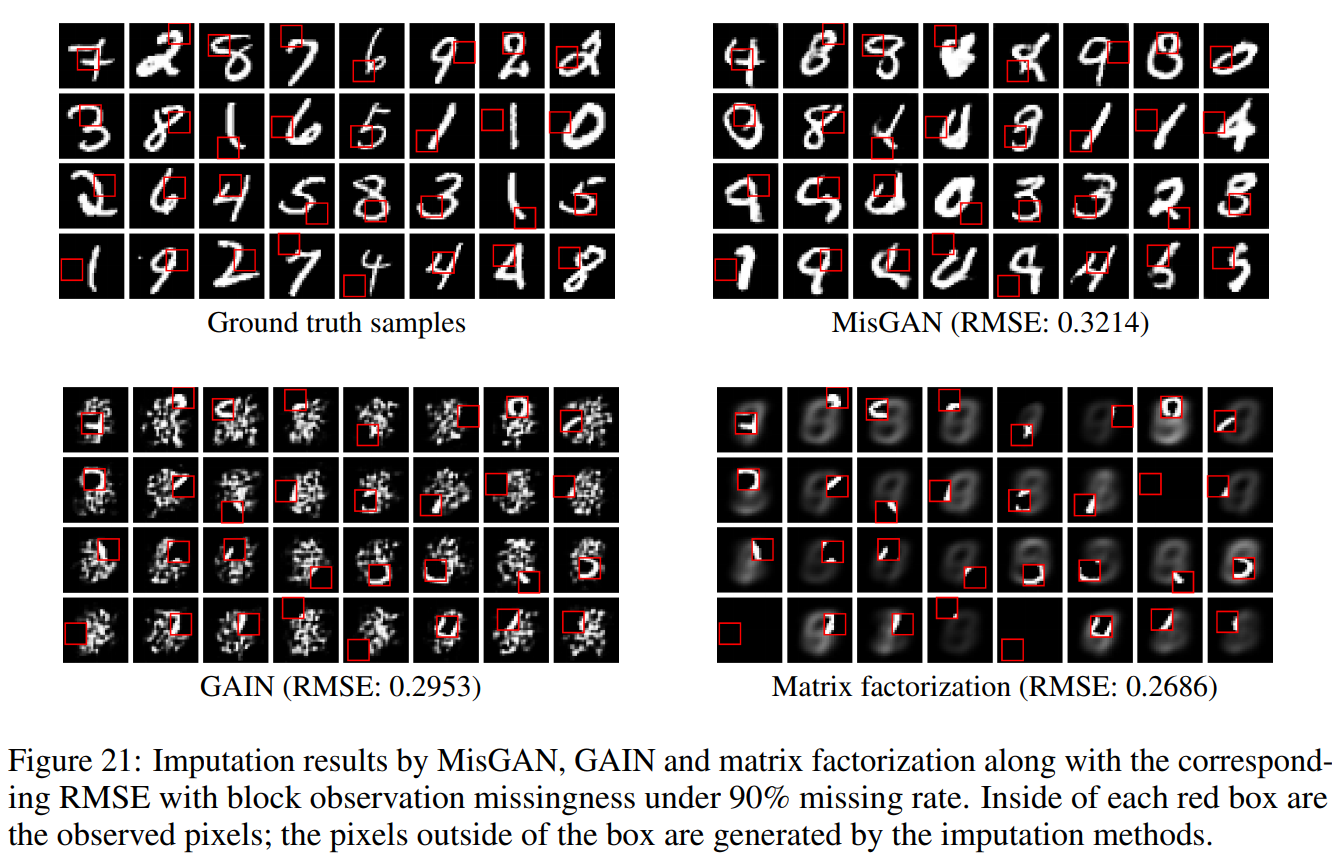 Ground truth samples
MisGAN (RMSE: 0.3214)
GAIN (RMSE: 0.2953)
Matrix factorization (RMSE: 0.2686)
Figure 21: Imputation results by MisGAN, GAIN and matrix factorization along with the correspond-
ing RMSE with block observation missingness under 90% missing rate. Inside of each red box are
the observed pixels; the pixels outside of the box are generated by the imputation methods.